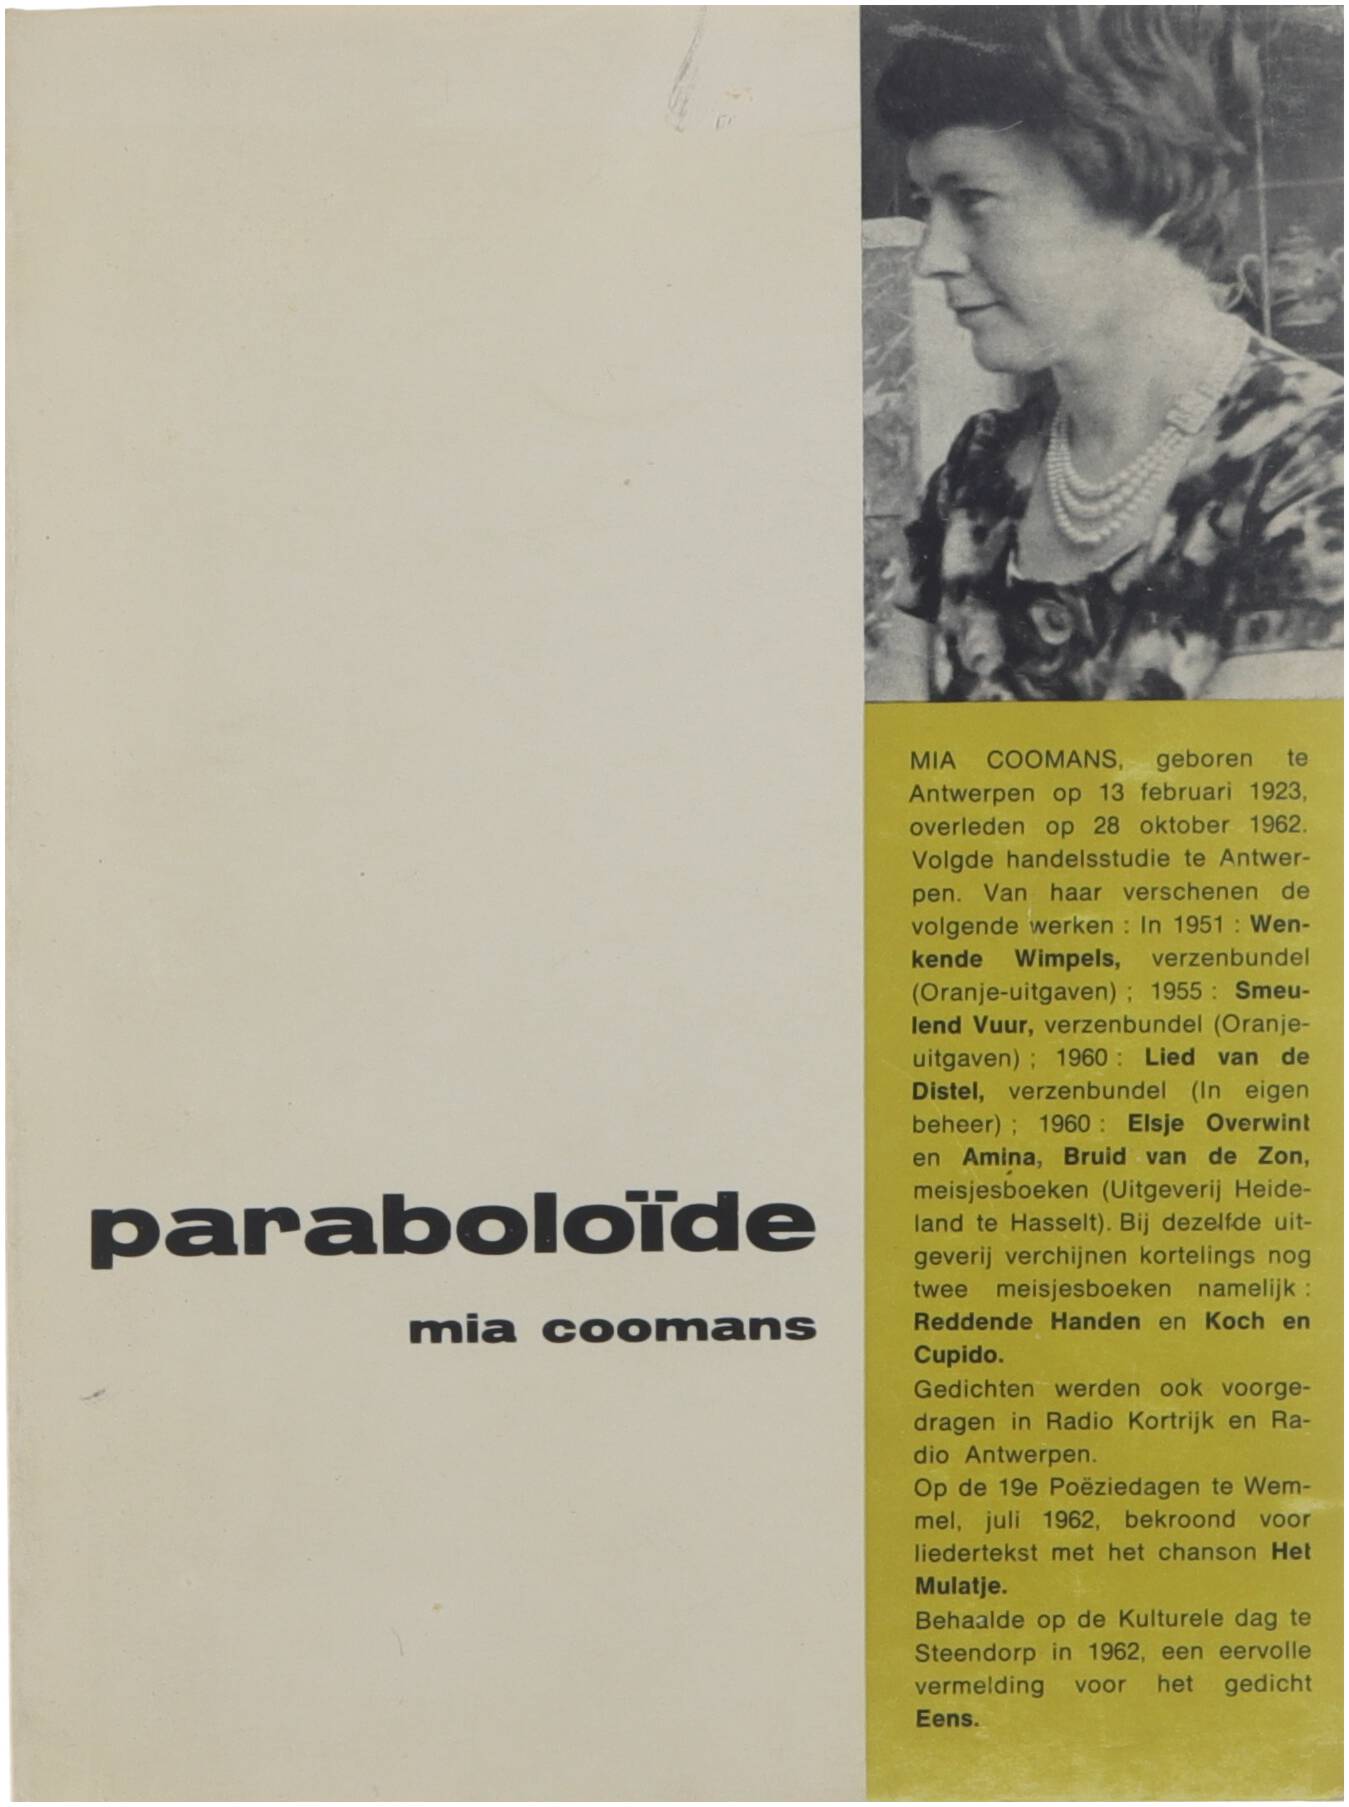 paraboloïde
mia coomans
MIA COOMANS, geboren te
Antwerpen op 13 februari 1923,
overleden op 28 oktober 1962.
Volgde handelsstudie te Antwer-
pen. Van haar verschenen de
volgende werken : In 1951 : Wen-
kende Wimpels, verzenbundel
(Oranje-uitgaven) ; 1955 : Smeu-
lend Vuur, verzenbundel (Oranje-
uitgaven) ; 1960 : Lied van de
Distel, verzenbundel (In eigen
beheer) ; 1960 : Elsje Overwint
en Amina, Bruid van de Zon,
meisjesboeken (Uitgeverij Heide-
land te Hasselt). Bij dezelfde uit-
geverij verchijnen kortelings nog
twee meisjesboeken namelijk :
Reddende Handen en Koch en
Cupido.
Gedichten werden ook voorge-
dragen in Radio Kortrijk en Ra-
dio Antwerpen.
Op de 19e Poëziedagen te Wem-
mel, juli 1962, bekroond voor
liedertekst met het chanson Het
Mulatje.
Behaalde op de Kulturele dag te
Steendorp in 1962, een eervolle
vermelding voor het gedicht
Eens.